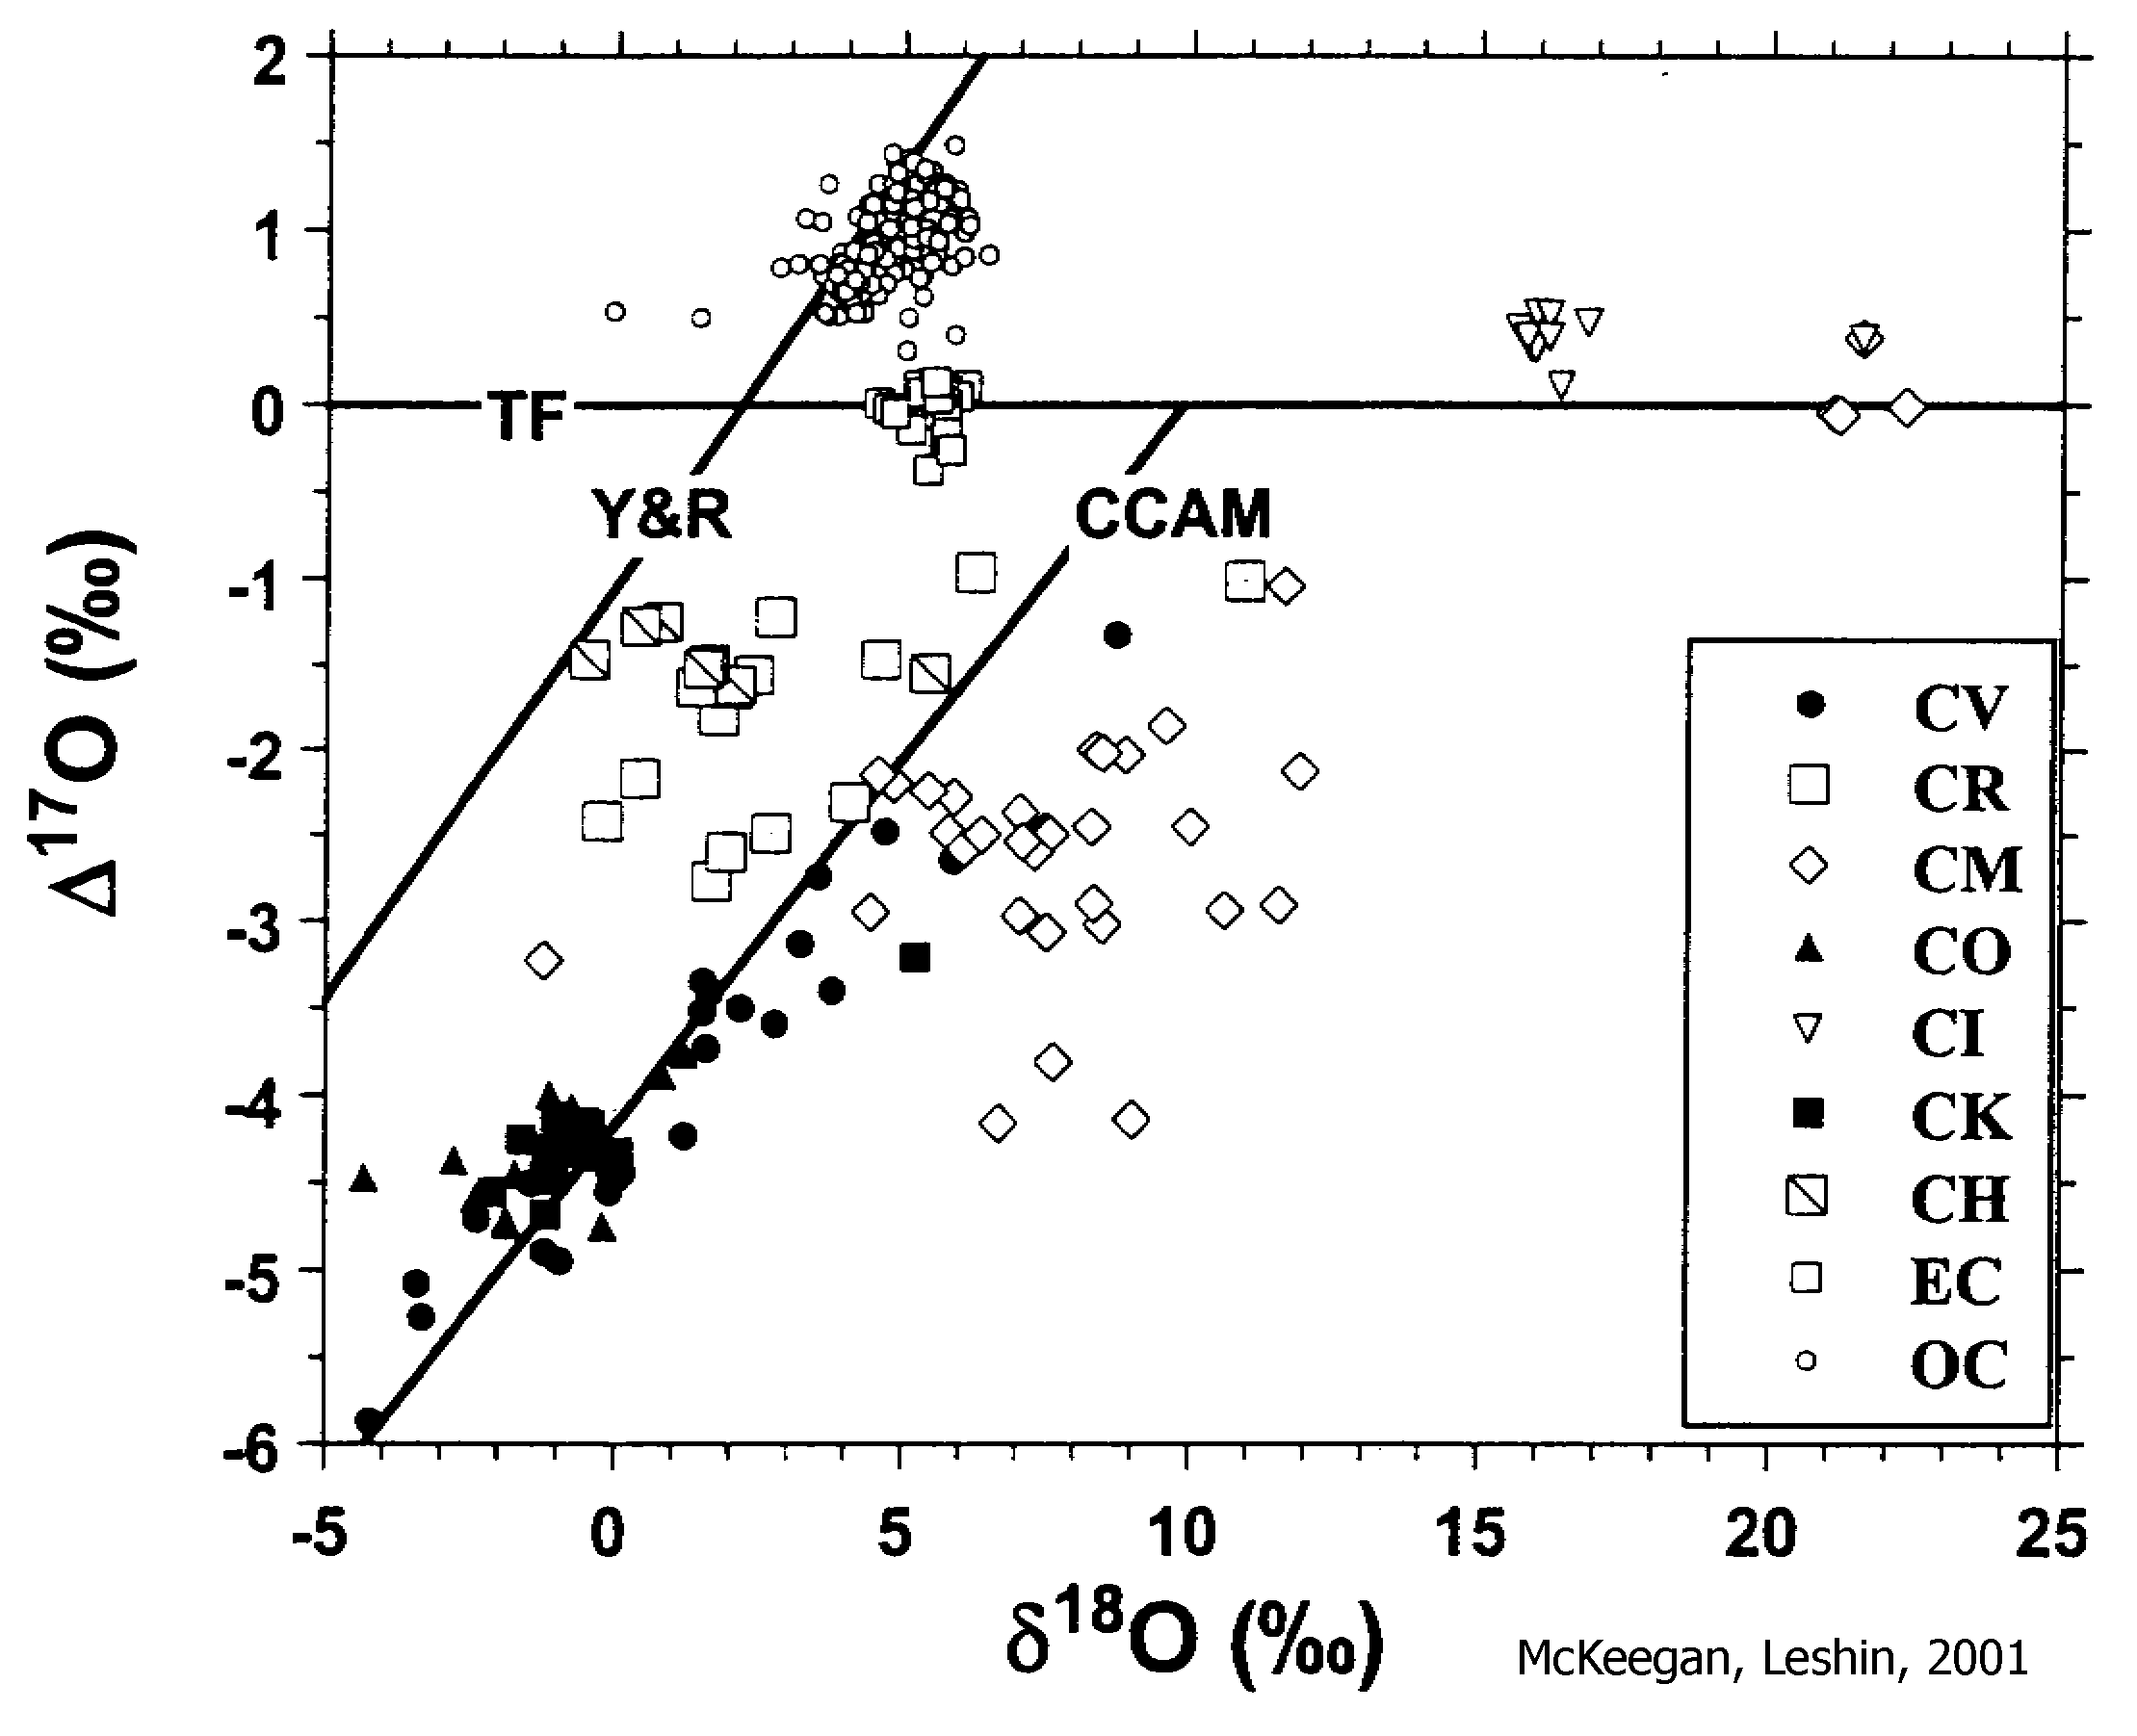 2
1
0
-1
-2
-3
-4
-5
-6
Δ¹⁷O (‰)
TF
Y&R
CCAM
CV
CR
CM
CO
CI
CK
CH
EC
OC
-5 0 5 10 15 20 25
δ¹⁸O (‰)
McKeegan, Leshin, 2001